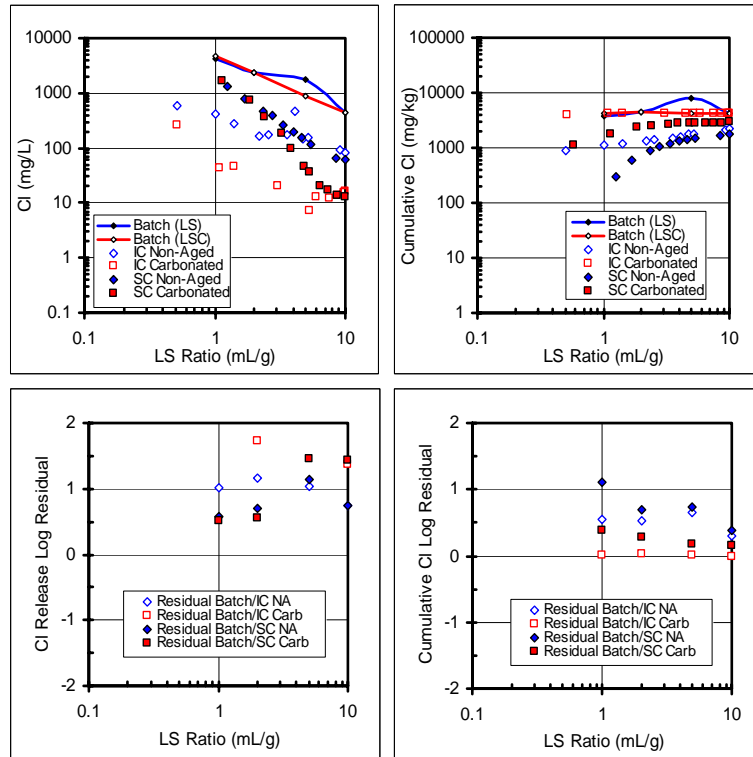 10000
1000
100
10
1
0.1
Cl (mg/L)
Batch (LS)
Batch (LSC)
IC Non-Aged
IC Carbonated
SC Non-Aged
SC Carbonated
0.1
1
10
LS Ratio (mL/g)
100000
10000
1000
100
10
1
Cumulative Cl (mg/kg)
Batch (LS)
Batch (LSC)
IC Non-Aged
IC Carbonated
SC Non-Aged
SC Carbonated
0.1
1
10
LS Ratio (mL/g)
2
1
0
-1
-2
Cl Release Log Residual
Residual Batch/IC NA
Residual Batch/IC Carb
Residual Batch/SC NA
Residual Batch/SC Carb
0.1
1
10
LS Ratio (mL/g)
2
1
0
-1
-2
Cumulative Cl Log Residual
Residual Batch/IC NA
Residual Batch/IC Carb
Residual Batch/SC NA
Residual Batch/SC Carb
0.1
1
10
LS Ratio (mL/g)